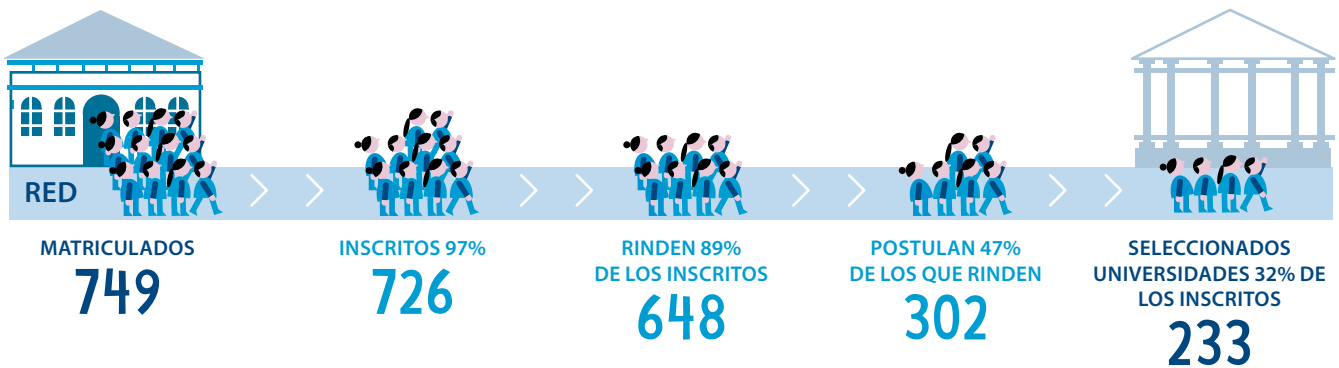 RED
MATRICULADOS
749
INSCRITOS 97%
726
RINDEN 89%
DE LOS INSCRITOS
648
POSTULAN 47%
DE LOS QUE RINDEN
302
SELECCIONADOS
UNIVERSIDADES 32% DE
LOS INSCRITOS
233